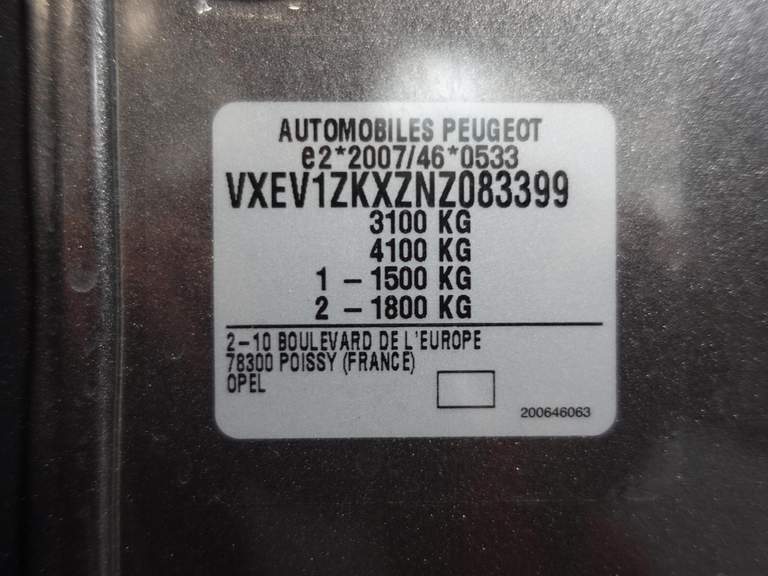 AUTOMOBILES PEUGEOT
e2*2007/46*0533
VXEV1ZKXZNZ083399
3100 KG
4100 KG
1 - 1500 KG
2 - 1800 KG
2-10 BOULEVARD DE L'EUROPE
78300 POISSY (FRANCE)
OPEL
200646063